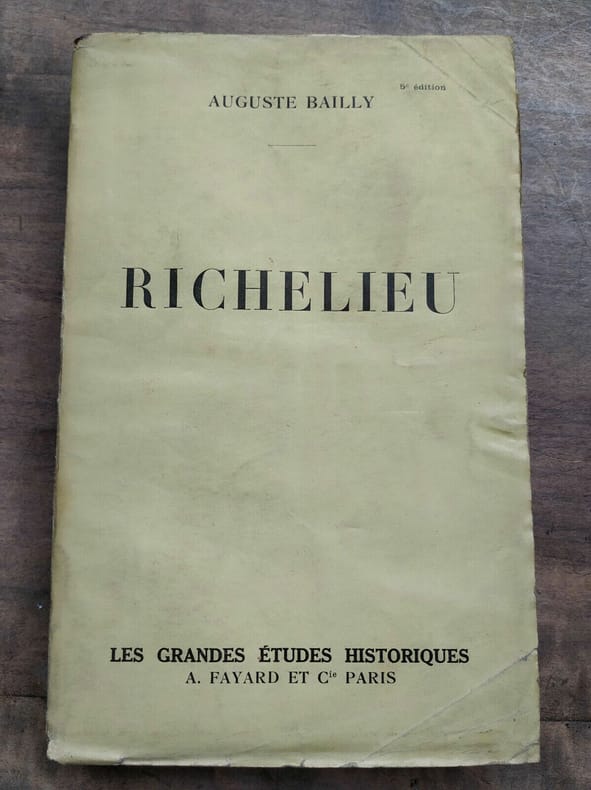 5e édition
AUGUSTE BAILLY
RICHELIEU
LES GRANDES ÉTUDES HISTORIQUES
A. FAYARD ET Cie PARIS